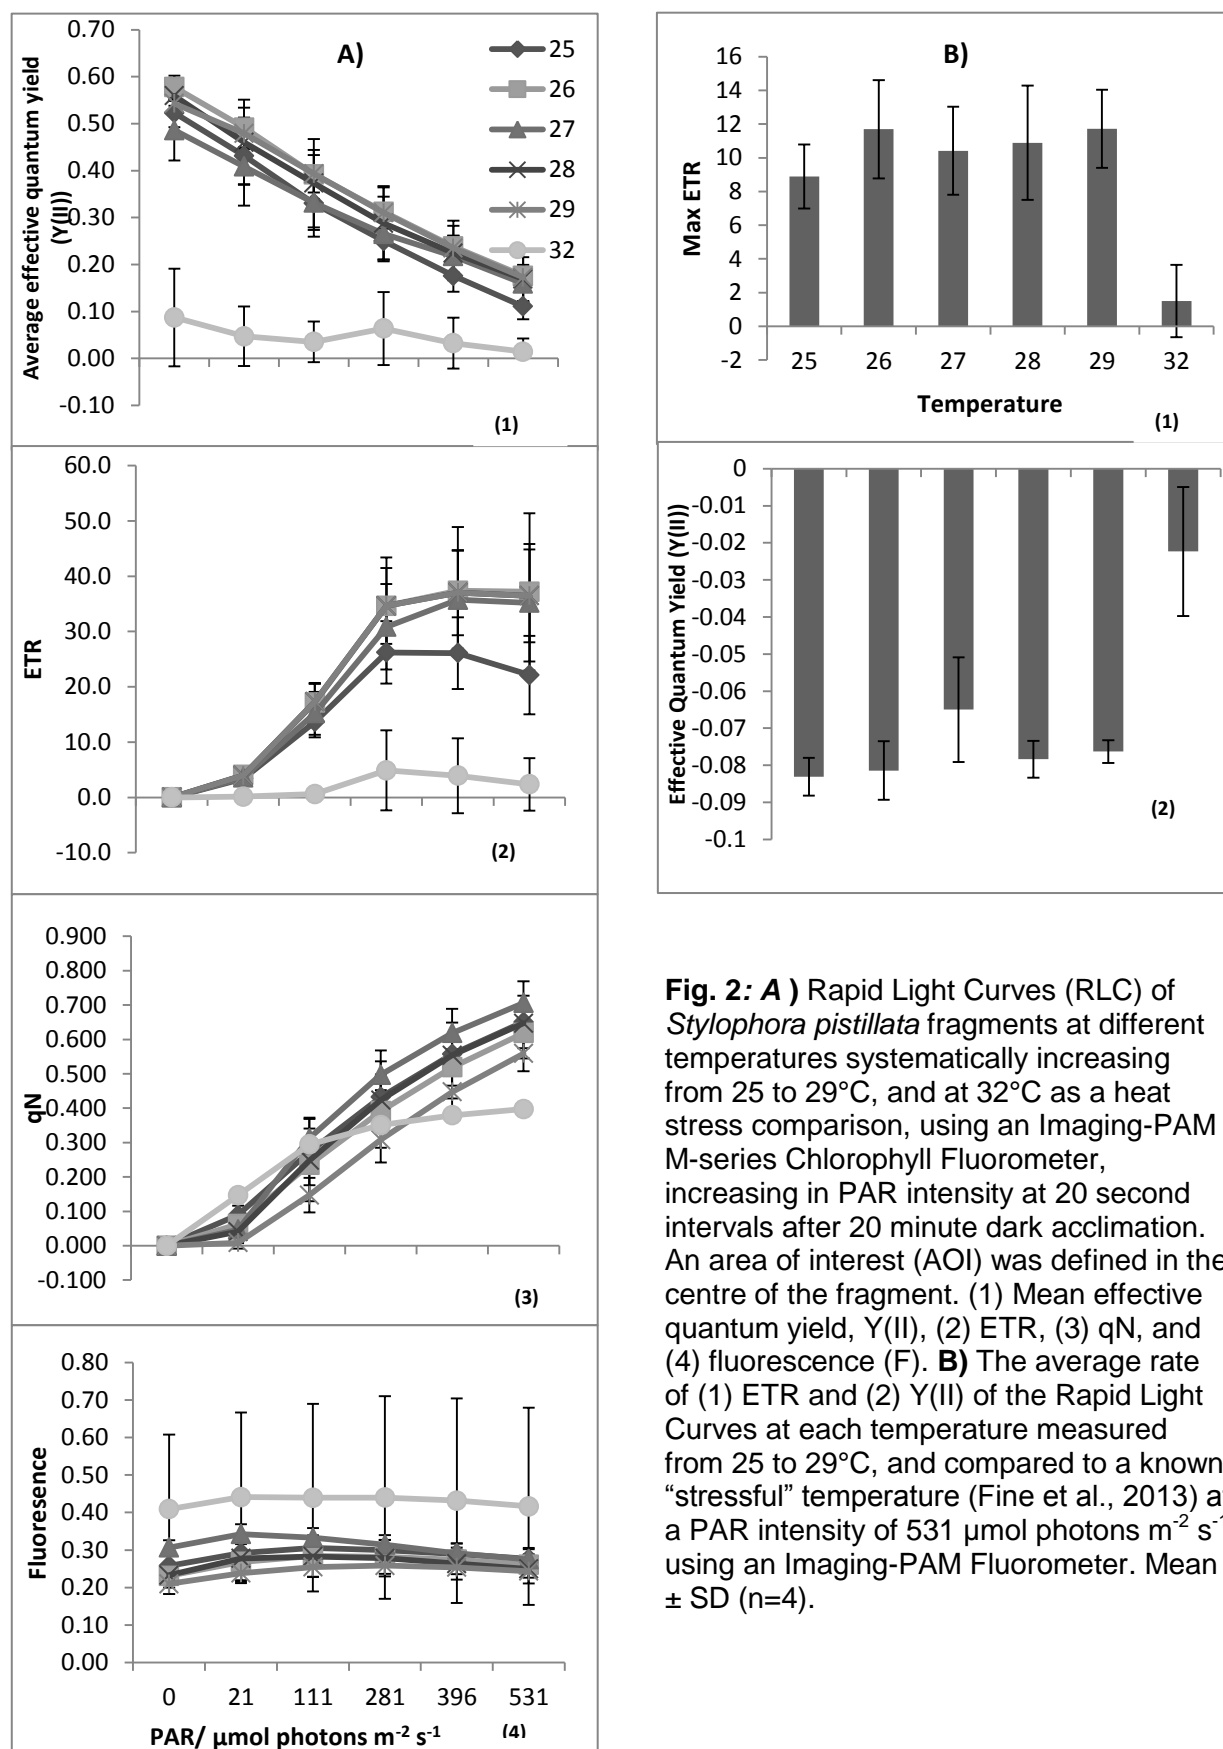 0.70
0.60
0.50
0.40
0.30
0.20
0.10
0.00
-0.10
Average effective quantum yield
(Y(II))
A)
25
26
27
28
29
32
(1)
60.0
50.0
40.0
30.0
20.0
10.0
0.0
-10.0
ETR
(2)
0.900
0.800
0.700
0.600
0.500
0.400
0.300
0.200
0.100
0.000
-0.100
qN
(3)
0.80
0.70
0.60
0.50
0.40
0.30
0.20
0.10
0.00
Fluoresence
0 21 111 281 396 531
PAR/ µmol photons m⁻² s⁻¹
(4)
B)
16
14
12
10
8
6
4
2
0
-2
Max ETR
25 26 27 28 29 32
Temperature
(1)
0
-0.01
-0.02
-0.03
-0.04
-0.05
-0.06
-0.07
-0.08
-0.09
-0.1
Effective Quantum Yield (Y(II))
(2)
Fig. 2: A ) Rapid Light Curves (RLC) of
Stylophora pistillata fragments at different
temperatures systematically increasing
from 25 to 29°C, and at 32°C as a heat
stress comparison, using an Imaging-PAM
M-series Chlorophyll Fluorometer,
increasing in PAR intensity at 20 second
intervals after 20 minute dark acclimation.
An area of interest (AOI) was defined in the
centre of the fragment. (1) Mean effective
quantum yield, Y(II), (2) ETR, (3) qN, and
(4) fluorescence (F). B) The average rate
of (1) ETR and (2) Y(II) of the Rapid Light
Curves at each temperature measured
from 25 to 29°C, and compared to a known
“stressful” temperature (Fine et al., 2013) at
a PAR intensity of 531 µmol photons m⁻² s⁻¹
using an Imaging-PAM Fluorometer. Mean
± SD (n=4).